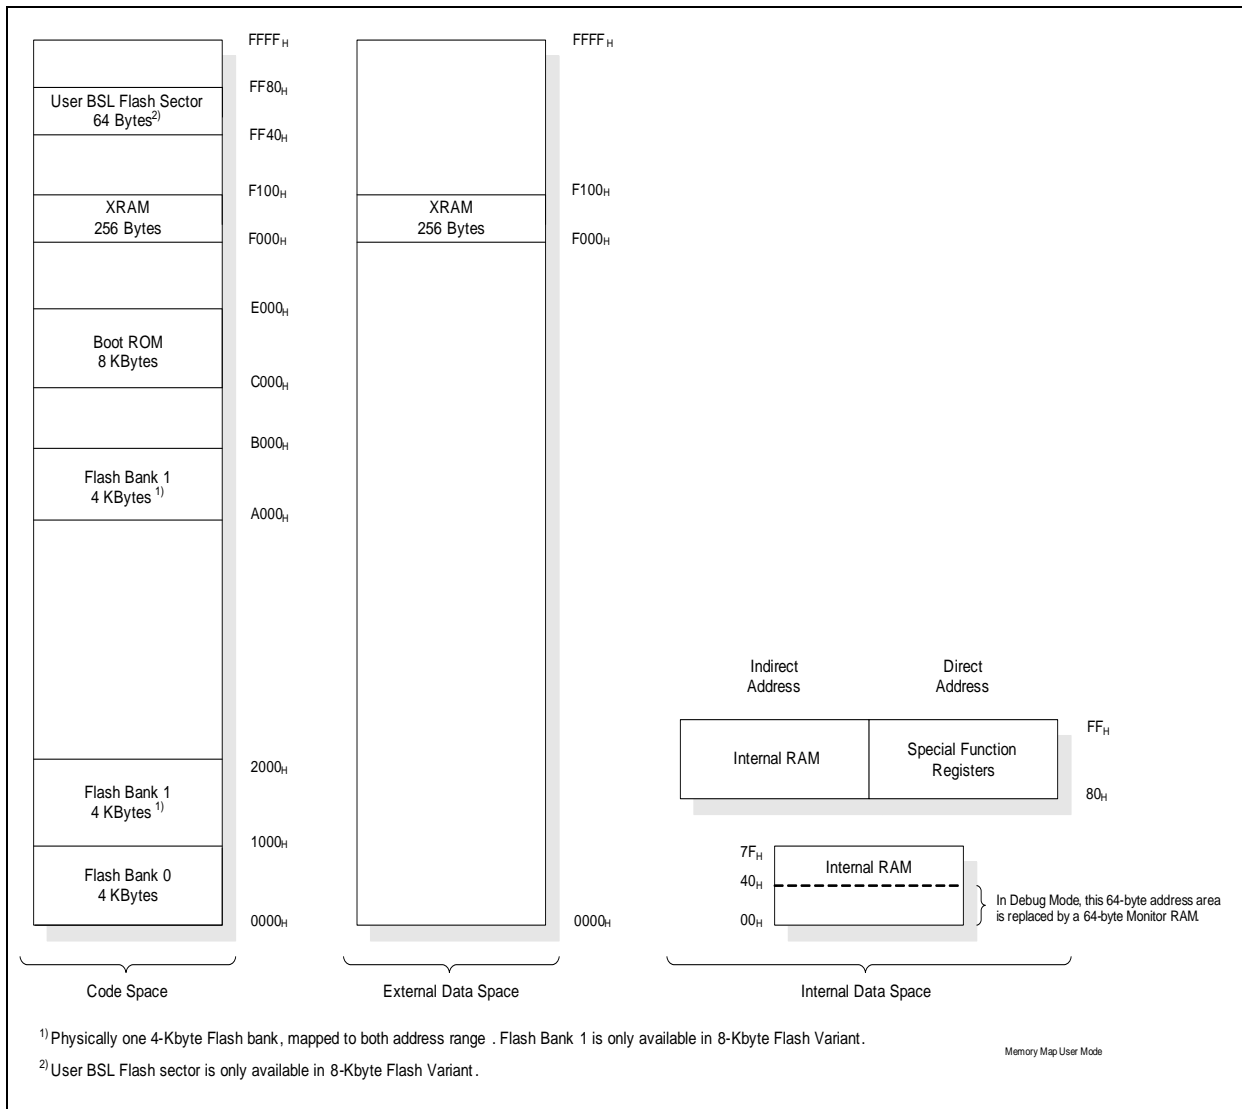 FFFFH
FF80H
User BSL Flash Sector
64 Bytes2)
FF40H
F100H
XRAM
256 Bytes
F000H
E000H
Boot ROM
8 KBytes
C000H
B000H
Flash Bank 1
4 KBytes 1)
A000H
2000H
Flash Bank 1
4 KBytes 1)
1000H
Flash Bank 0
4 KBytes
0000H
Code Space
FFFFH
F100H
XRAM
256 Bytes
F000H
0000H
External Data Space
Indirect
Address
Direct
Address
Internal RAM
Special Function
Registers
FFH
80H
7FH
Internal RAM
40H
00H
In Debug Mode, this 64-byte address area
is replaced by a 64-byte Monitor RAM.
Internal Data Space
1) Physically one 4-Kbyte Flash bank, mapped to both address range . Flash Bank 1 is only available in 8-Kbyte Flash Variant.
2) User BSL Flash sector is only available in 8-Kbyte Flash Variant .
Memory Map User Mode